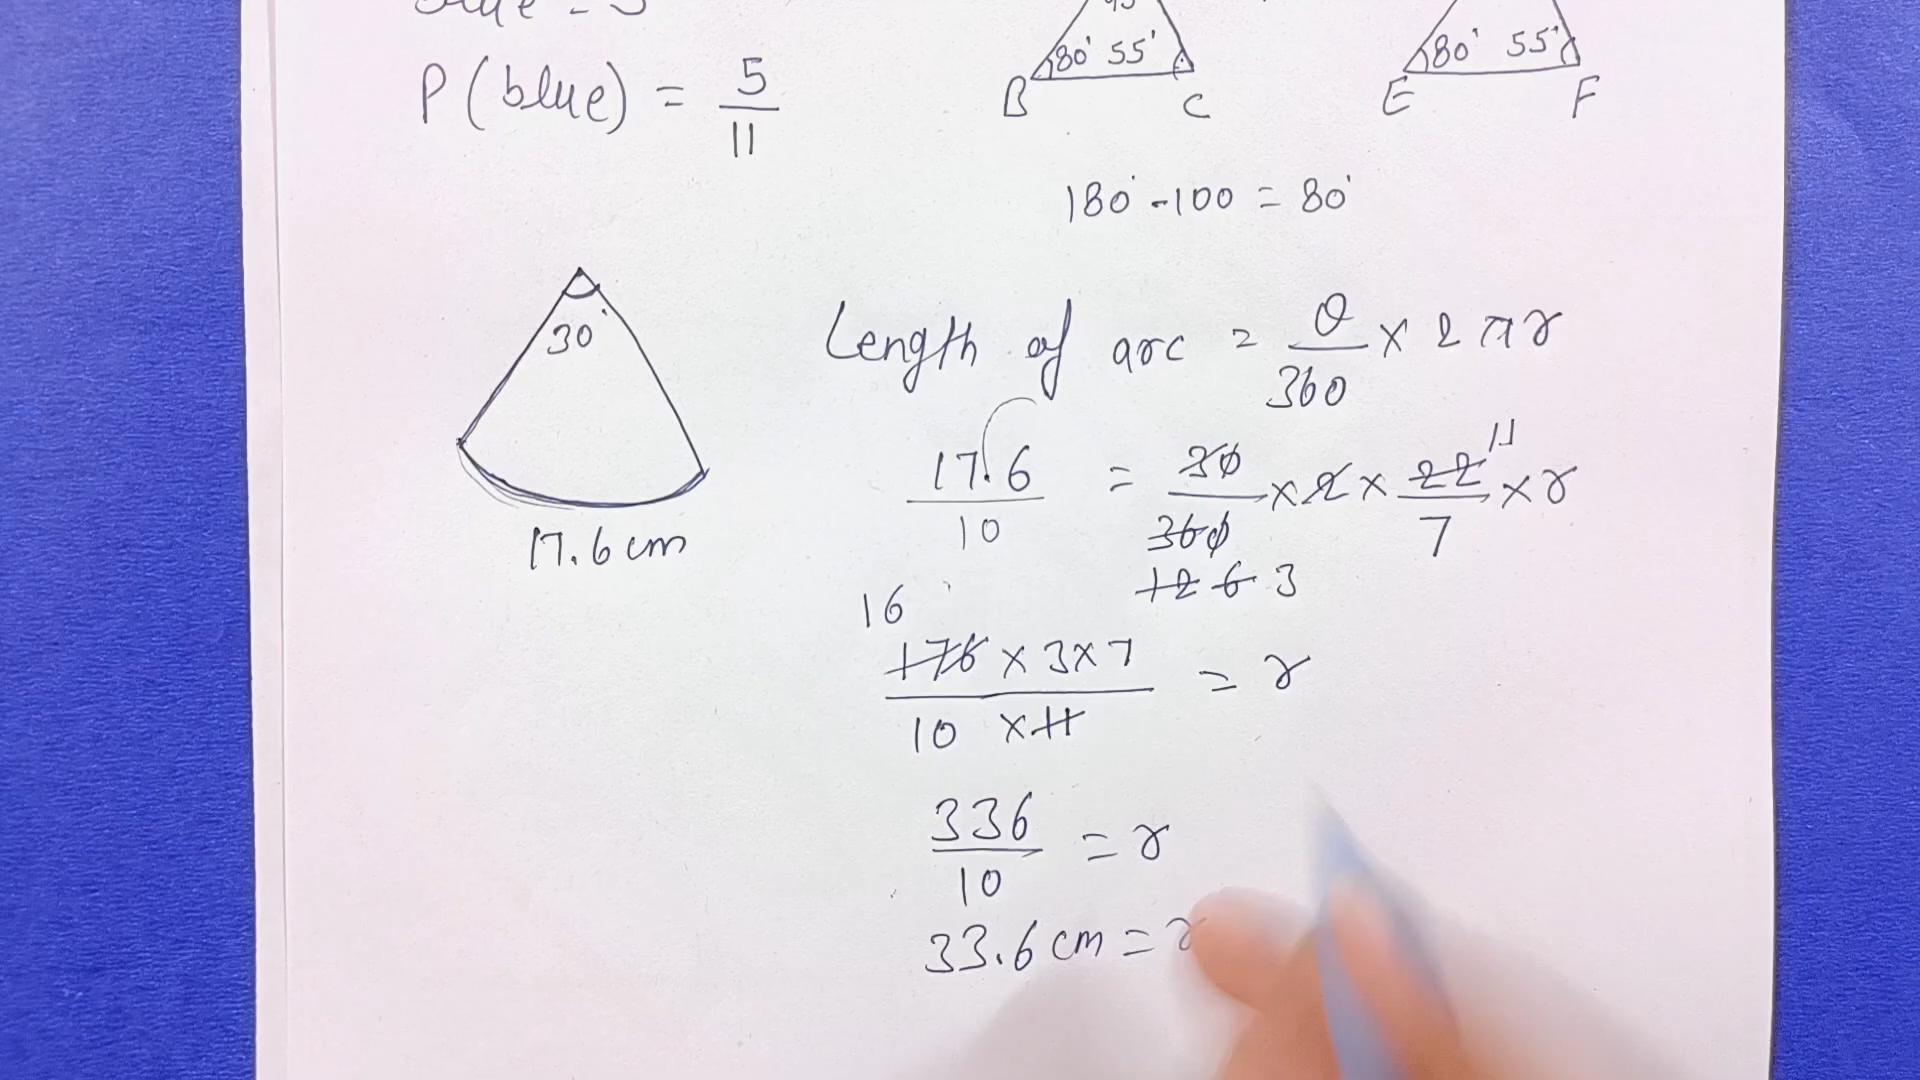 P(blue) = 5/11
45°
80° 55°
B C
80° 55°
E F
180° - 100 = 80°
30°
17.6 cm
Length of arc = θ/360 × 2πr
17.6/10 = 30/360 × 2 × 22/7 × r
11
12 6 3
16
176 × 3 × 7 / 10 × 11 = r
336/10 = r
33.6 cm = r